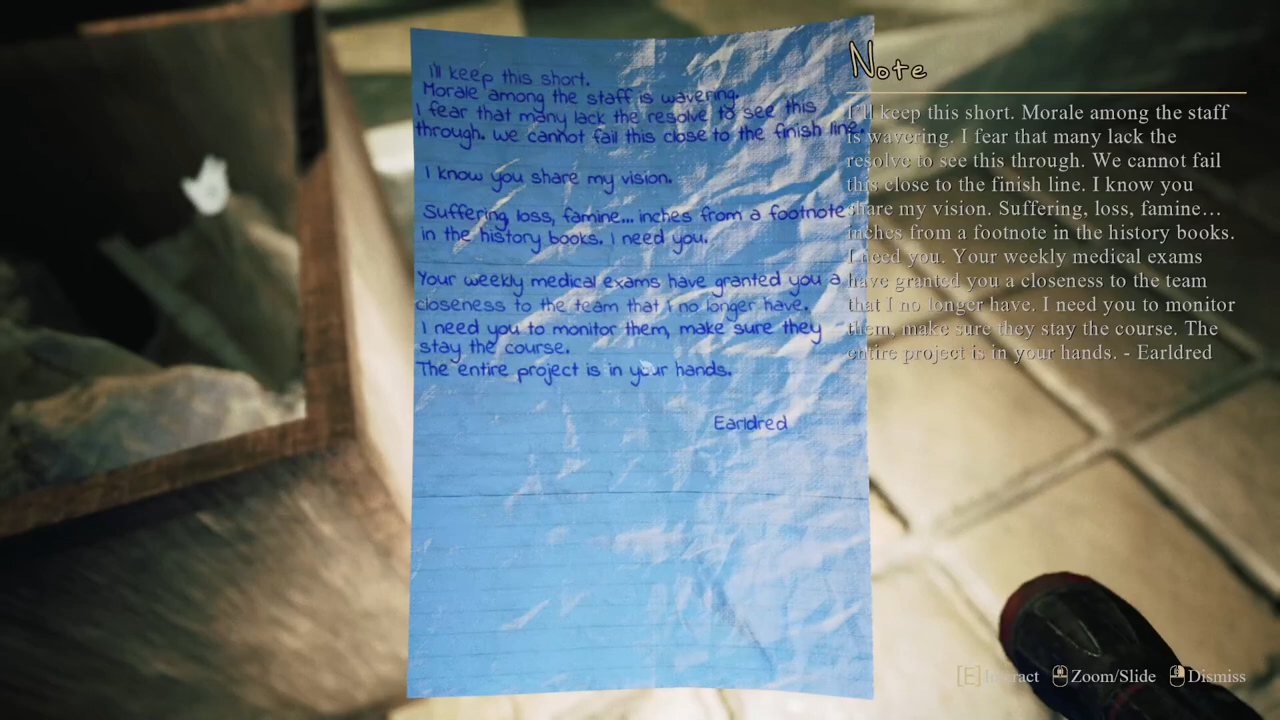 I'll keep this short.
Morale among the staff is wavering.
I fear that many lack the resolve to see this
through. We cannot fail this close to the finish line.
I know you share my vision.
Suffering, loss, famine... inches from a footnote
in the history books. I need you.
Your weekly medical exams have granted you a
closeness to the team that I no longer have.
I need you to monitor them, make sure they
stay the course.
The entire project is in your hands.
Earldred
Note
I'll keep this short. Morale among the staff
is wavering. I fear that many lack the
resolve to see this through. We cannot fail
this close to the finish line. I know you
share my vision. Suffering, loss, famine…
inches from a footnote in the history books.
I need you. Your weekly medical exams
have granted you a closeness to the team
that I no longer have. I need you to monitor
them, make sure they stay the course. The
entire project is in your hands. - Earldred
[E]Interact Zoom/Slide Dismiss